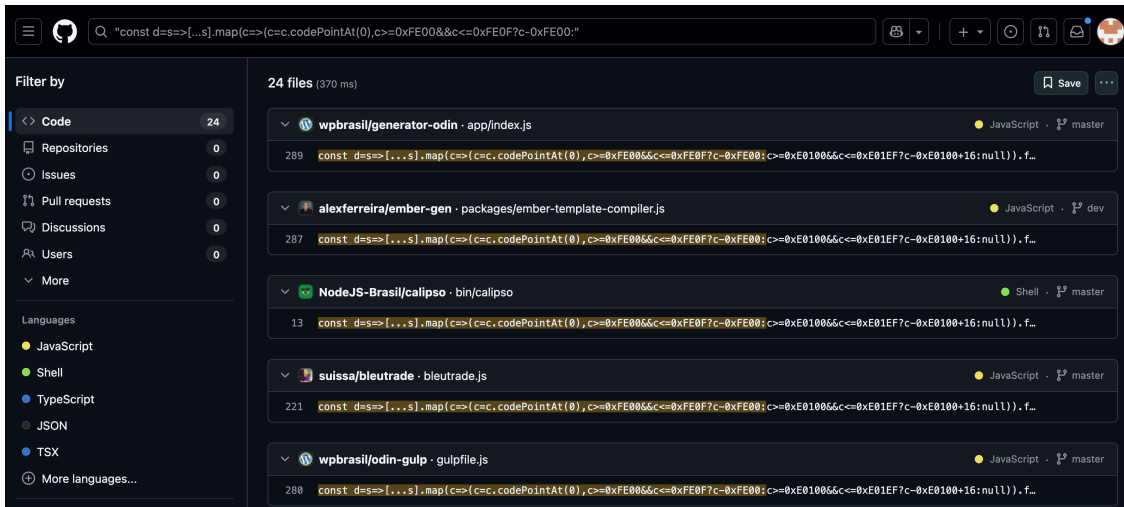 "const d=s=>[...s].map(c=>(c=c.codePointAt(0),c>=0xFE00&&c<=0xFE0F?c-0xFE00:"
Filter by
Code 24
Repositories 0
Issues 0
Pull requests 0
Discussions 0
Users 0
More
Languages
JavaScript
Shell
TypeScript
JSON
TSX
More languages...
24 files (370 ms)
Save
wpbrasil/generator-odin · app/index.js JavaScript · master
289 const d=s=>[...s].map(c=>(c=c.codePointAt(0),c>=0xFE00&&c<=0xFE0F?c-0xFE00:c>=0xE0100&&c<=0xE01EF?c-0xE0100+16:null)).f…
alexferreira/ember-gen · packages/ember-template-compiler.js JavaScript · dev
287 const d=s=>[...s].map(c=>(c=c.codePointAt(0),c>=0xFE00&&c<=0xFE0F?c-0xFE00:c>=0xE0100&&c<=0xE01EF?c-0xE0100+16:null)).f…
NodeJS-Brasil/calipso · bin/calipso Shell · master
13 const d=s=>[...s].map(c=>(c=c.codePointAt(0),c>=0xFE00&&c<=0xFE0F?c-0xFE00:c>=0xE0100&&c<=0xE01EF?c-0xE0100+16:null)).f…
suissa/bleutrade · bleutrade.js JavaScript · master
221 const d=s=>[...s].map(c=>(c=c.codePointAt(0),c>=0xFE00&&c<=0xFE0F?c-0xFE00:c>=0xE0100&&c<=0xE01EF?c-0xE0100+16:null)).f…
wpbrasil/odin-gulp · gulpfile.js JavaScript · master
280 const d=s=>[...s].map(c=>(c=c.codePointAt(0),c>=0xFE00&&c<=0xFE0F?c-0xFE00:c>=0xE0100&&c<=0xE01EF?c-0xE0100+16:null)).f…